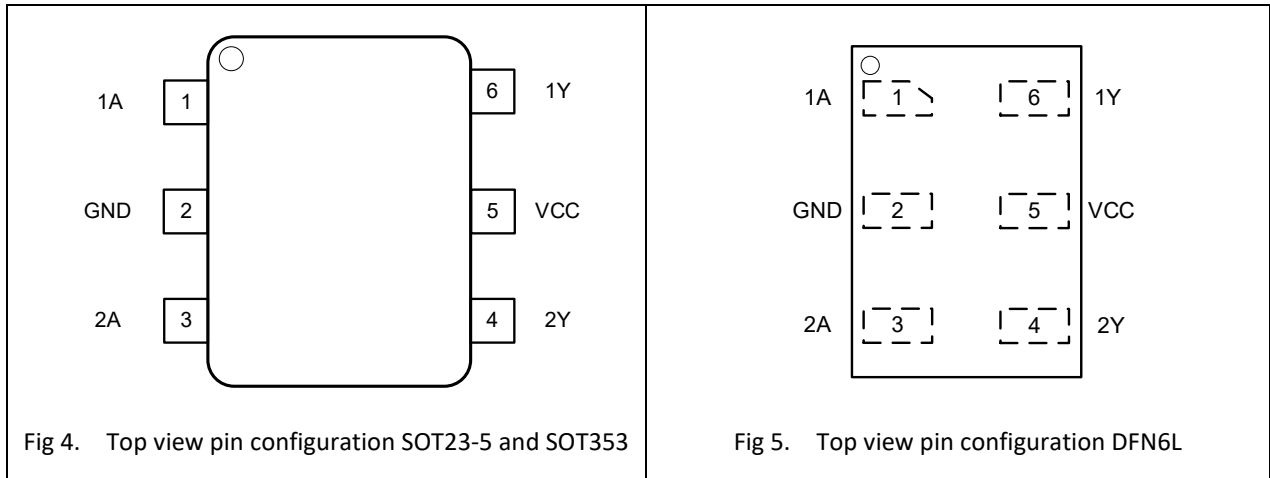 1A 1 6 1Y
GND 2 5 VCC
2A 3 4 2Y
Fig 4. Top view pin configuration SOT23-5 and SOT353
1A 1 6 1Y
GND 2 5 VCC
2A 3 4 2Y
Fig 5. Top view pin configuration DFN6L